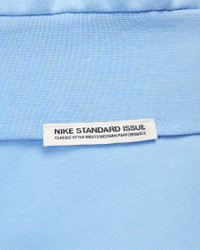 NIKE STANDARD ISSUE
CLASSIC STYLE MEETS MODERN PERFORMANCE